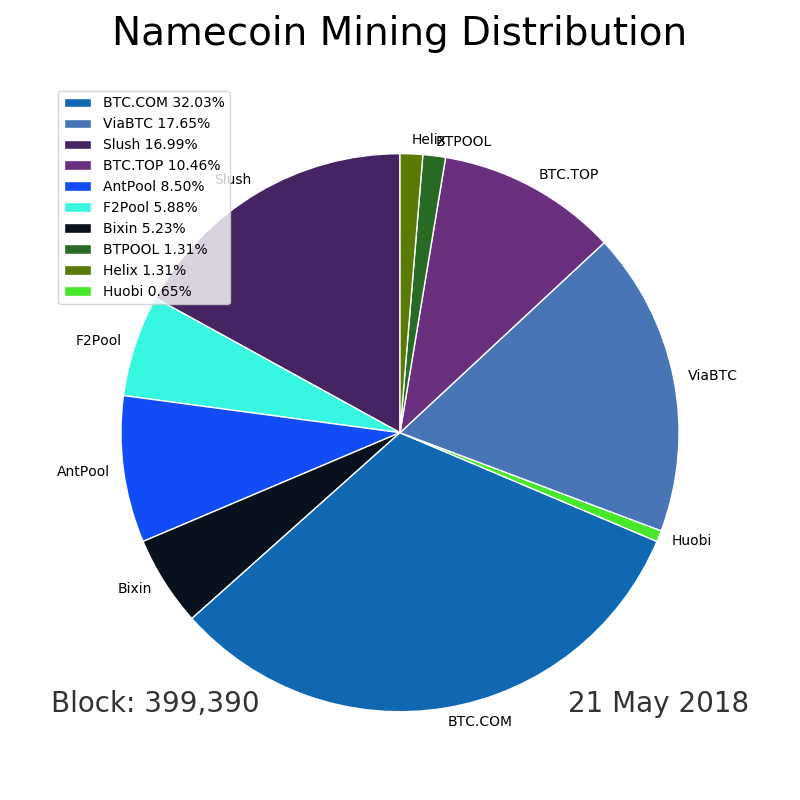 Namecoin Mining Distribution
BTC.COM 32.03%
ViaBTC 17.65%
Slush 16.99%
BTC.TOP 10.46%
AntPool 8.50%
F2Pool 5.88%
Bixin 5.23%
BTPOOL 1.31%
Helix 1.31%
Huobi 0.65%
Helix
BTPOOL
BTC.TOP
Slush
F2Pool
ViaBTC
AntPool
Huobi
Bixin
BTC.COM
Block: 399,390
21 May 2018